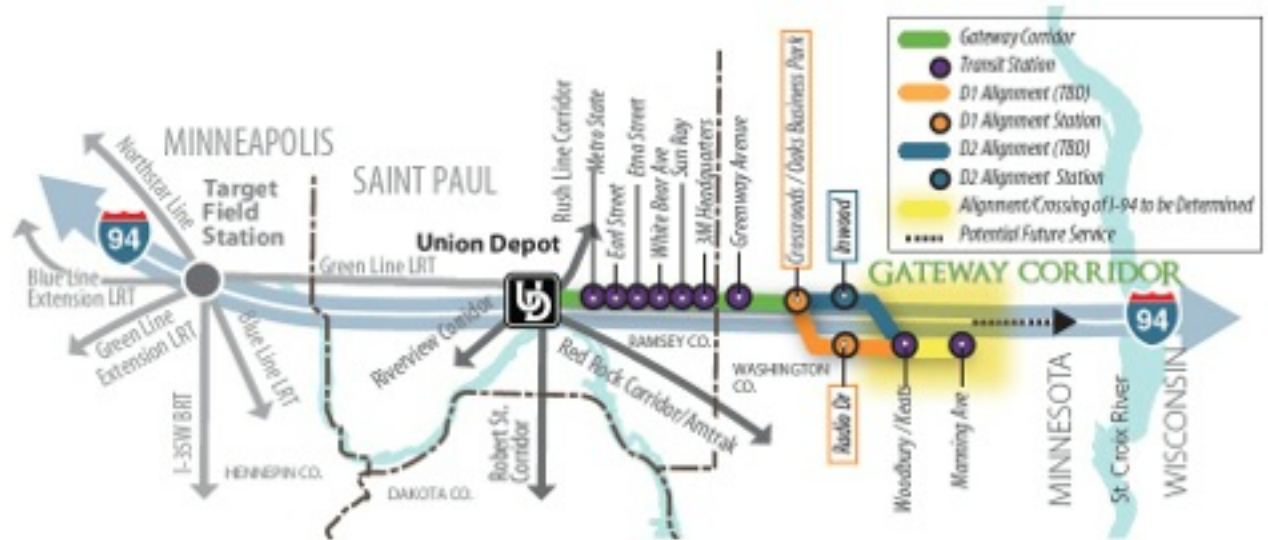 Gateway Corridor
Transit Station
D1 Alignment (TBD)
D1 Alignment Station
D2 Alignment (TBD)
D2 Alignment Station
Alignment/Crossing of I-94 to be Determined
Potential Future Service
MINNEAPOLIS
SAINT PAUL
Northstar Line
Target
Field
Station
94
Blue Line
Extension LRT
Green Line
Extension LRT
Blue Line LRT
I-35W BRT
HENNEPIN CO.
Green Line LRT
Union Depot
UD
Riverview Corridor
Robert St.
Corridor
DAKOTA CO.
Red Rock Corridor/Amtrak
Rush Line Corridor
Metro State
Earl Street
Etna Street
White Bear Ave
Sun Ray
3M Headquarters
Greenway Avenue
Crossroads / Oaks Business Park
Inwood
RAMSEY CO.
WASHINGTON
CO.
Radio Dr
Woodbury / Keats
Manning Ave
GATEWAY CORRIDOR
94
MINNESOTA
St Croix River
WISCONSIN